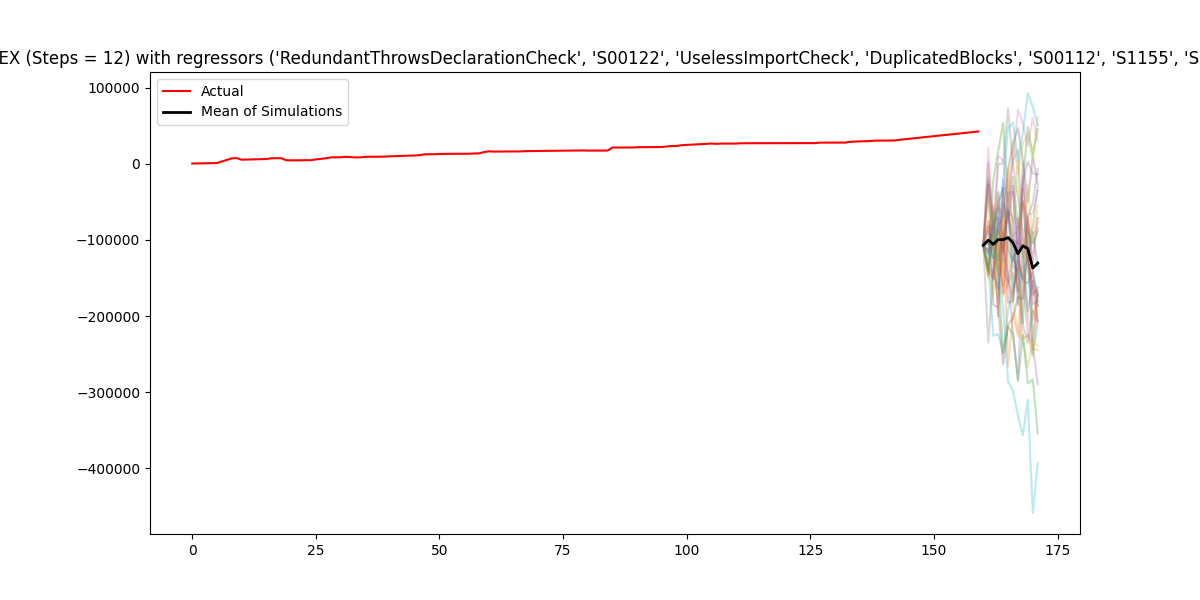 EX (Steps = 12) with regressors ('RedundantThrowsDeclarationCheck', 'S00122', 'UselessImportCheck', 'DuplicatedBlocks', 'S00112', 'S1155', 'S
Actual
Mean of Simulations
100000
0
−100000
−200000
−300000
−400000
0 25 50 75 100 125 150 175